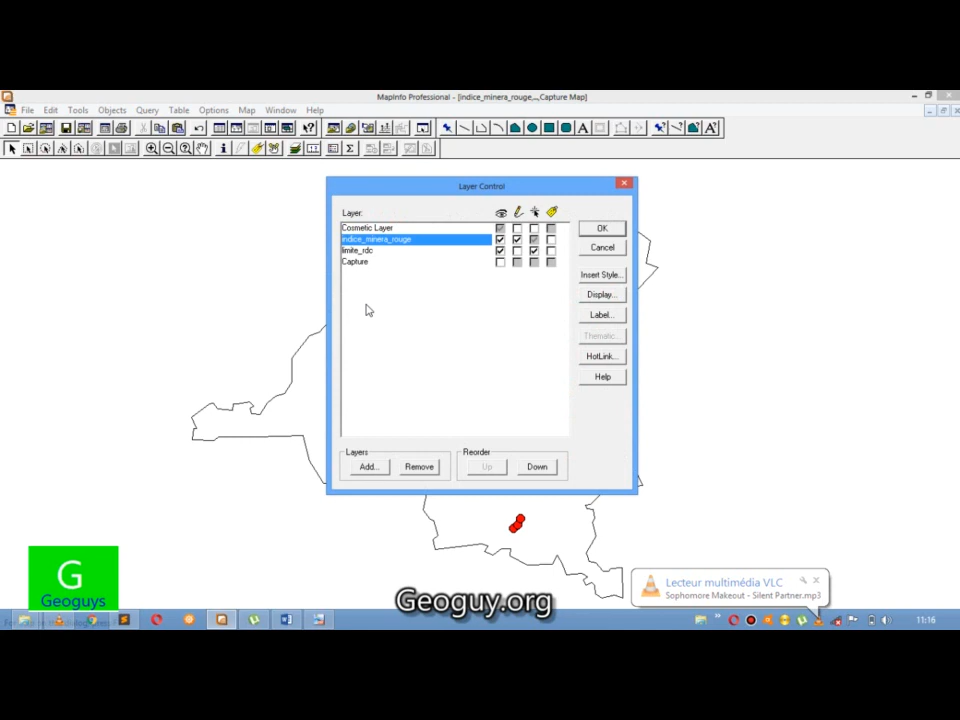 MapInfo Professional - [indice_minera_rouge,...,Capture Map]
File Edit Tools Objects Query Table Options Map Window Help
Layer Control
Layer:
Cosmetic Layer
indice_minera_rouge
limite_rdc
Capture
OK
Cancel
Insert Style...
Display...
Label...
Thematic...
HotLink...
Help
Layers
Add...
Remove
Reorder
Up
Down
G
Geoguys
Geoguy.org
Lecteur multimédia VLC
Sophomore Makeout - Silent Partner.mp3
11:16